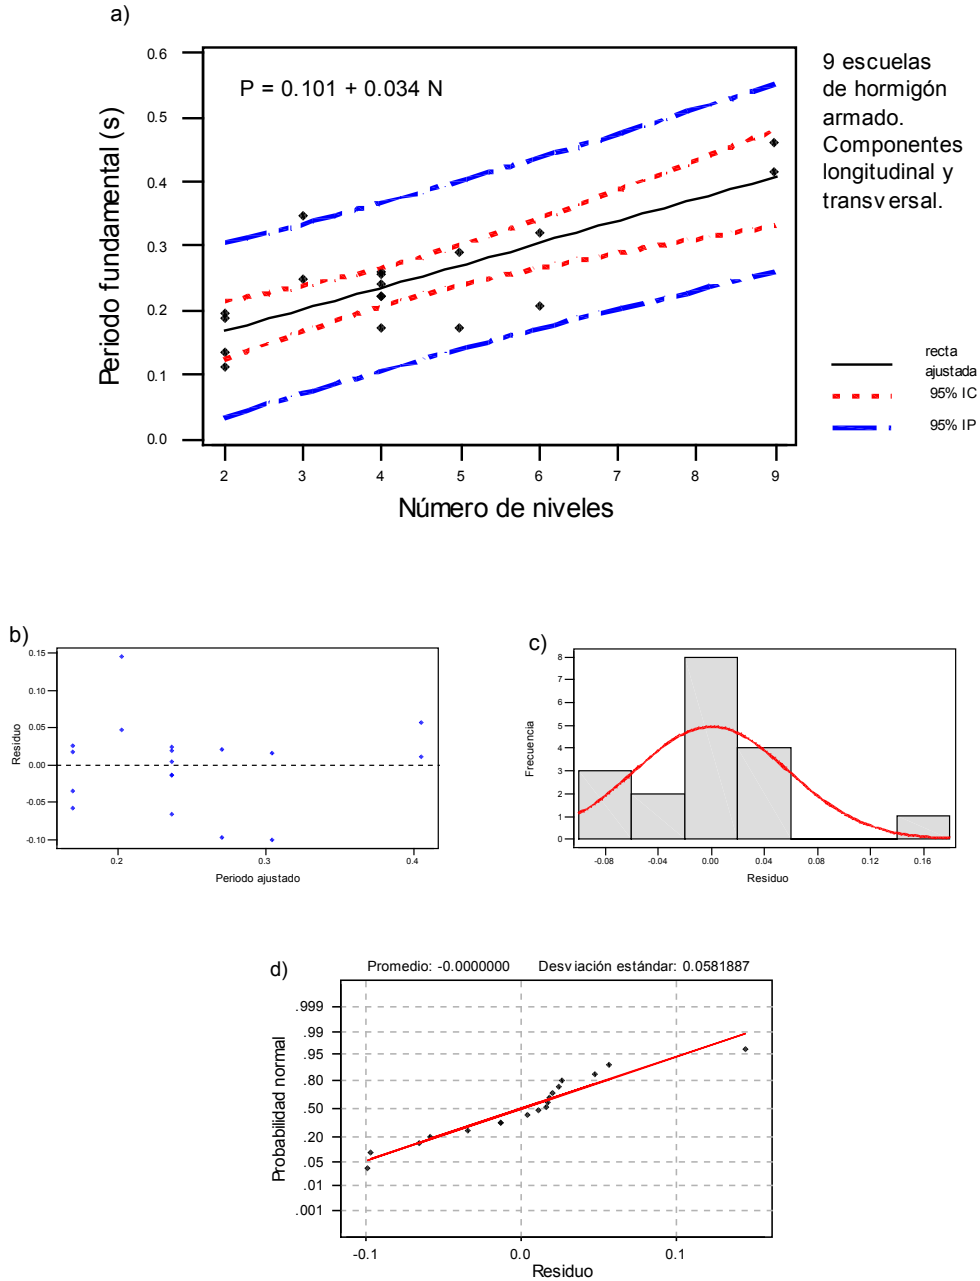 a)
P = 0.101 + 0.034 N
Periodo fundamental (s)
0.6
0.5
0.4
0.3
0.2
0.1
0.0
2 3 4 5 6 7 8 9
Número de niveles
9 escuelas
de hormigón
armado.
Componentes
longitudinal y
transversal.
recta
ajustada
95% IC
95% IP
b)
Residuo
0.15
0.10
0.05
0.00
-0.05
-0.10
0.2 0.3 0.4
Periodo ajustado
c)
Frecuencia
8
7
6
5
4
3
2
1
0
-0.08 -0.04 0.00 0.04 0.08 0.12 0.16
Residuo
d)
Promedio: -0.0000000 Desviación estándar: 0.0581887
Probabilidad normal
.999
.99
.95
.80
.50
.20
.05
.01
.001
-0.1 0.0 0.1
Residuo